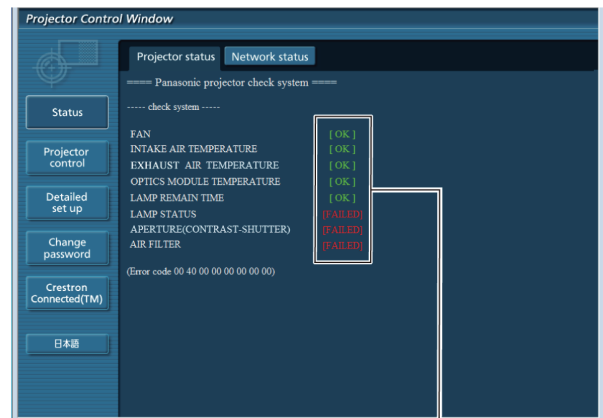 Projector Control Window
Projector status Network status
==== Panasonic projector check system ====
----- check system -----
Status
FAN [ OK ]
INTAKE AIR TEMPERATURE [ OK ]
Projector control
EXHAUST AIR TEMPERATURE [ OK ]
OPTICS MODULE TEMPERATURE [ OK ]
LAMP REMAIN TIME [ OK ]
Detailed set up
LAMP STATUS [FAILED]
APERTURE(CONTRAST-SHUTTER) [FAILED]
AIR FILTER [FAILED]
Change password
(Error code 00 40 00 00 00 00 00 00)
Crestron Connected(TM)
日本語